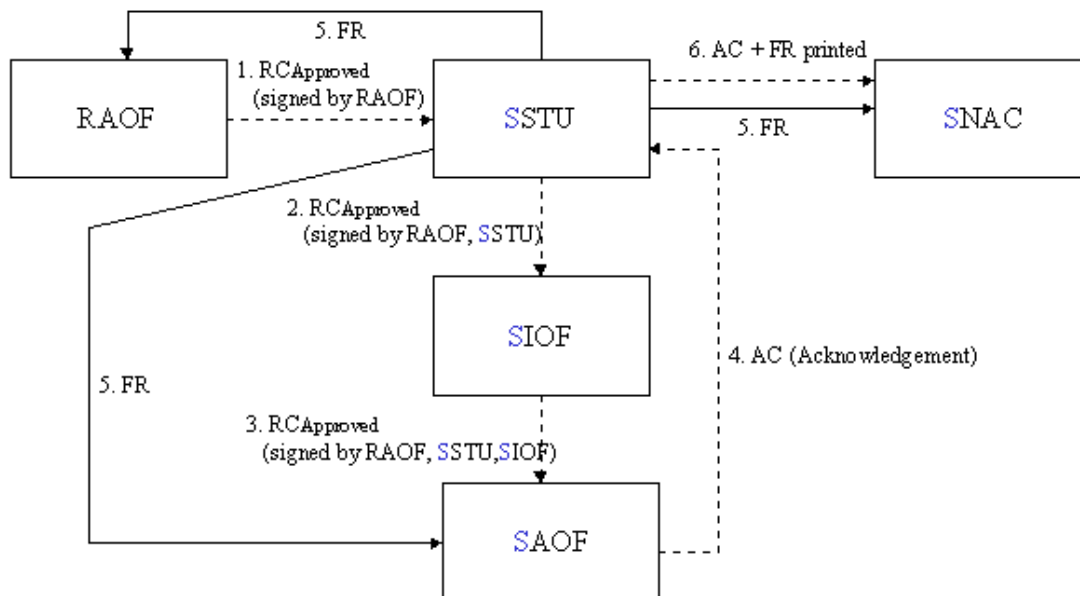 5. FR
6. AC + FR printed
1. RCApproved
(signed by RAOF)
RAOF
SSTU
SNAC
5. FR
2. RCApproved
(signed by RAOF, SSTU)
SIOF
4. AC (Acknowledgement)
5. FR
3. RCApproved
(signed by RAOF, SSTU,SIOF)
SAOF